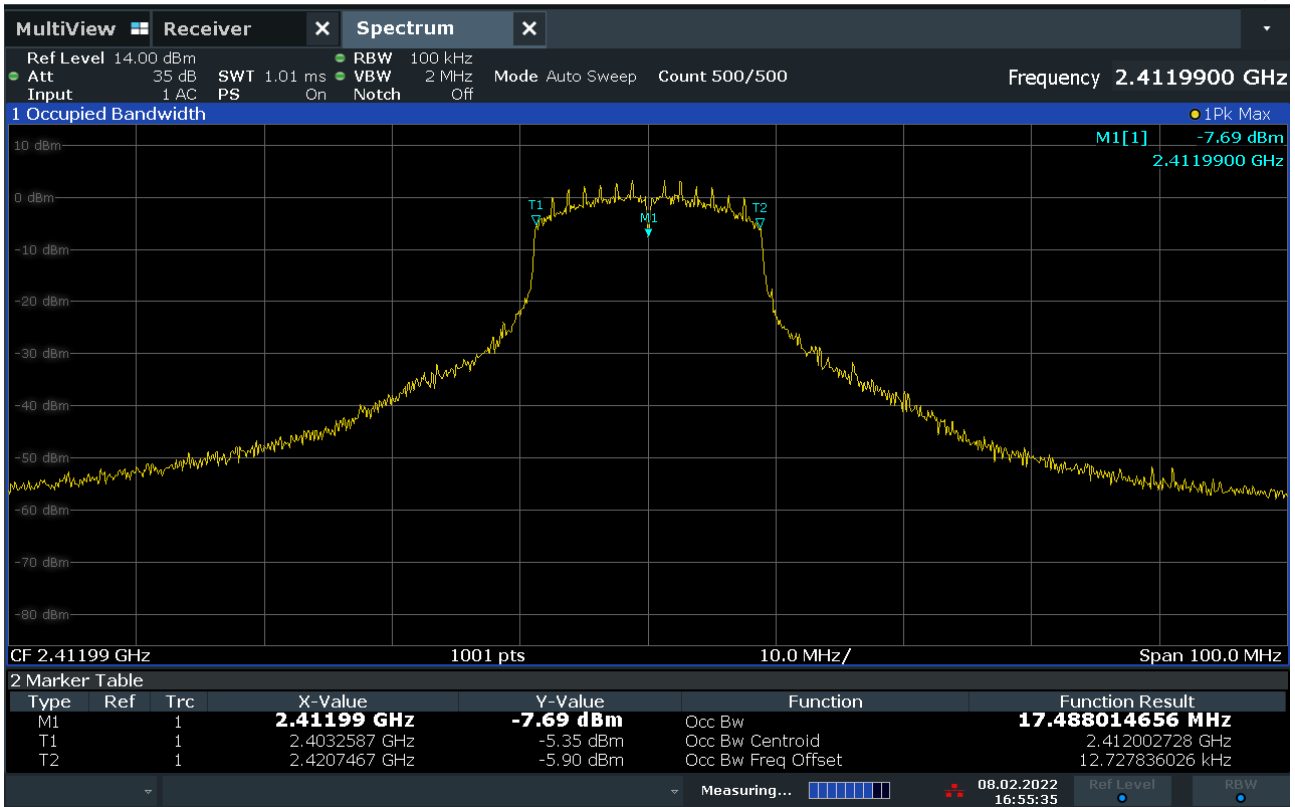 MultiView Receiver X Spectrum X
Ref Level 14.00 dBm RBW 100 kHz
Att 35 dB SWT 1.01 ms VBW 2 MHz Mode Auto Sweep Count 500/500 Frequency 2.4119900 GHz
Input 1 AC PS On Notch Off
1 Occupied Bandwidth 1Pk Max
M1[1] -7.69 dBm
10 dBm
2.4119900 GHz
0 dBm
T1 M1 T2
-10 dBm
-20 dBm
-30 dBm
-40 dBm
-50 dBm
-60 dBm
-70 dBm
-80 dBm
CF 2.41199 GHz 1001 pts 10.0 MHz/ Span 100.0 MHz
2 Marker Table
Type Ref Trc X-Value Y-Value Function Function Result
M1 1 2.41199 GHz -7.69 dBm Occ Bw 17.488014656 MHz
T1 1 2.4032587 GHz -5.35 dBm Occ Bw Centroid 2.412002728 GHz
T2 1 2.4207467 GHz -5.90 dBm Occ Bw Freq Offset 12.727836026 kHz
Measuring... 08.02.2022 Ref Level RBW
16:55:35